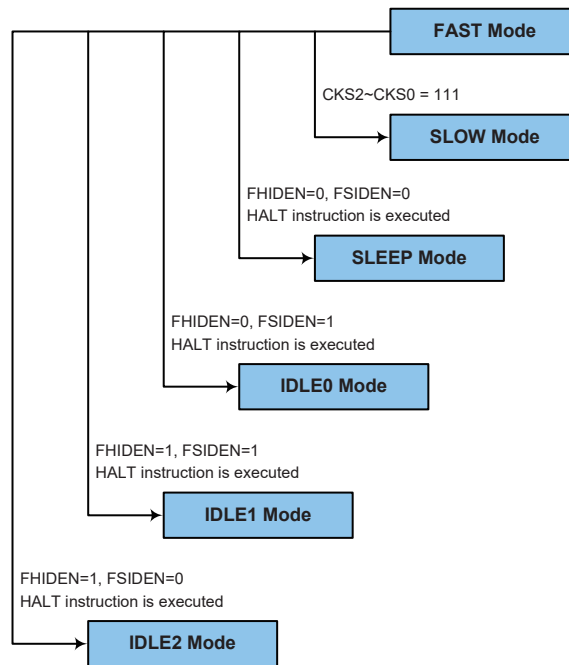 FAST Mode
CKS2~CKS0 = 111
SLOW Mode
FHIDEN=0, FSIDEN=0
HALT instruction is executed
SLEEP Mode
FHIDEN=0, FSIDEN=1
HALT instruction is executed
IDLE0 Mode
FHIDEN=1, FSIDEN=1
HALT instruction is executed
IDLE1 Mode
FHIDEN=1, FSIDEN=0
HALT instruction is executed
IDLE2 Mode